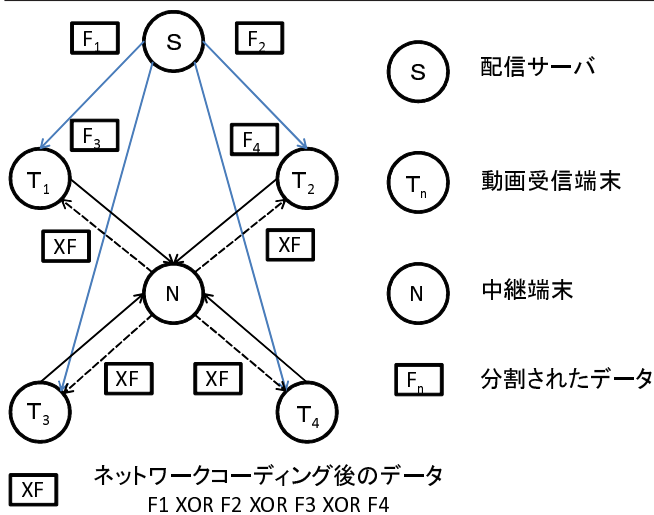 F1
S
F2
S
配信サーバ
F3
F4
T1
T2
Tn
動画受信端末
XF
XF
N
N
中継端末
XF
XF
Fn
分割されたデータ
T3
T4
XF
ネットワークコーディング後のデータ
F1 XOR F2 XOR F3 XOR F4